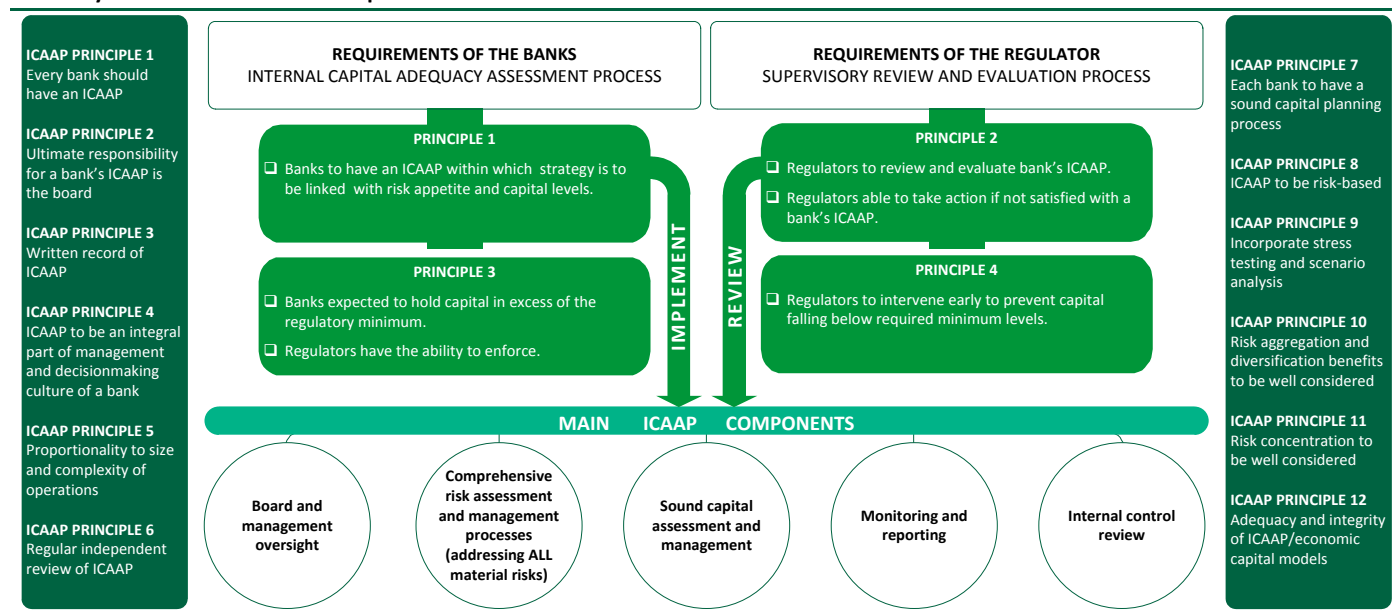 ICAAP PRINCIPLE 1
Every bank should
have an ICAAP
ICAAP PRINCIPLE 2
Ultimate responsibility
for a bank's ICAAP is
the board
ICAAP PRINCIPLE 3
Written record of
ICAAP
ICAAP PRINCIPLE 4
ICAAP to be an integral
part of management
and decisionmaking
culture of a bank
ICAAP PRINCIPLE 5
Proportionality to size
and complexity of
operations
ICAAP PRINCIPLE 6
Regular independent
review of ICAAP
REQUIREMENTS OF THE BANKS
INTERNAL CAPITAL ADEQUACY ASSESSMENT PROCESS
REQUIREMENTS OF THE REGULATOR
SUPERVISORY REVIEW AND EVALUATION PROCESS
PRINCIPLE 1
❑ Banks to have an ICAAP within which strategy is to
be linked with risk appetite and capital levels.
PRINCIPLE 2
❑ Regulators to review and evaluate bank's ICAAP.
❑ Regulators able to take action if not satisfied with a
bank's ICAAP.
PRINCIPLE 3
❑ Banks expected to hold capital in excess of the
regulatory minimum.
❑ Regulators have the ability to enforce.
PRINCIPLE 4
❑ Regulators to intervene early to prevent capital
falling below required minimum levels.
IMPLEMENT
REVIEW
MAIN ICAAP COMPONENTS
Board and
management
oversight
Comprehensive
risk assessment
and management
processes
(addressing ALL
material risks)
Sound capital
assessment and
management
Monitoring and
reporting
Internal control
review
ICAAP PRINCIPLE 7
Each bank to have a
sound capital planning
process
ICAAP PRINCIPLE 8
ICAAP to be risk-based
ICAAP PRINCIPLE 9
Incorporate stress
testing and scenario
analysis
ICAAP PRINCIPLE 10
Risk aggregation and
diversification benefits
to be well considered
ICAAP PRINCIPLE 11
Risk concentration to
be well considered
ICAAP PRINCIPLE 12
Adequacy and integrity
of ICAAP/economic
capital models